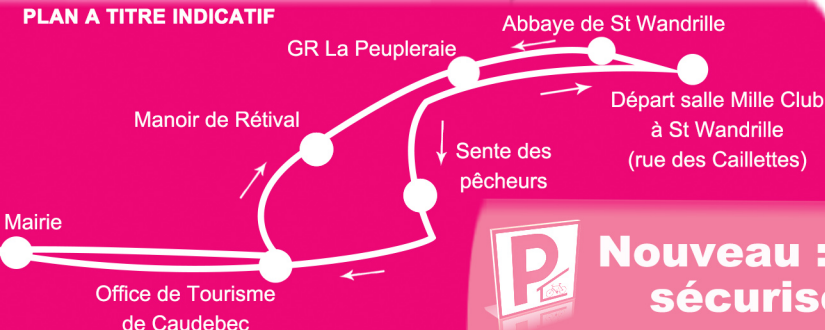 PLAN A TITRE INDICATIF
Abbaye de St Wandrille
GR La Peupleraie
Départ salle Mille Club
à St Wandrille
(rue des Caillettes)
Manoir de Rétival
Sente des
pêcheurs
Mairie
Office de Tourisme
de Caudebec
P
Nouveau :
sécuris